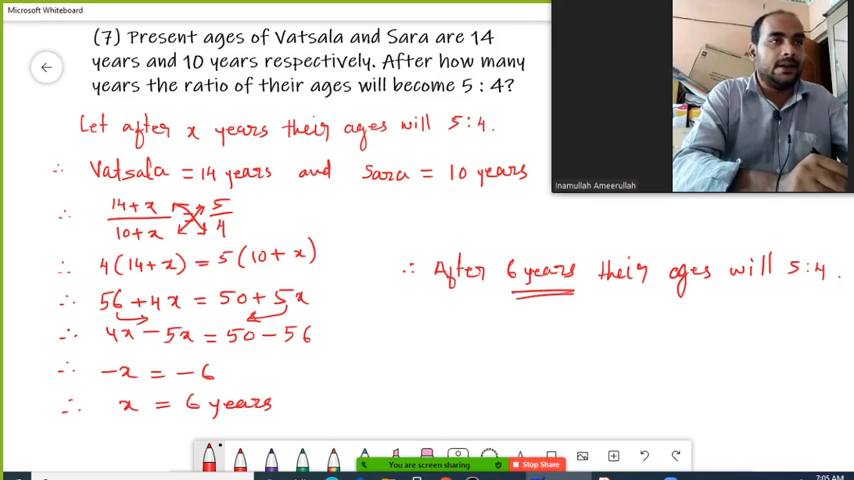 Microsoft Whiteboard
(7) Present ages of Vatsala and Sara are 14
years and 10 years respectively. After how many
years the ratio of their ages will become 5 : 4?
Let after x years their ages will 5:4.
∴ Vatsala = 14 years and Sara = 10 years
∴ 14+x / 10+x = 5 / 4
∴ 4(14+x) = 5(10+x)
∴ 56+4x = 50+5x
∴ 4x-5x = 50-56
∴ -x = -6
∴ x = 6 years
∴ After 6 years their ages will 5:4.
Inamullah Ameerullah
You are screen sharing
Stop Share
7:05 AM